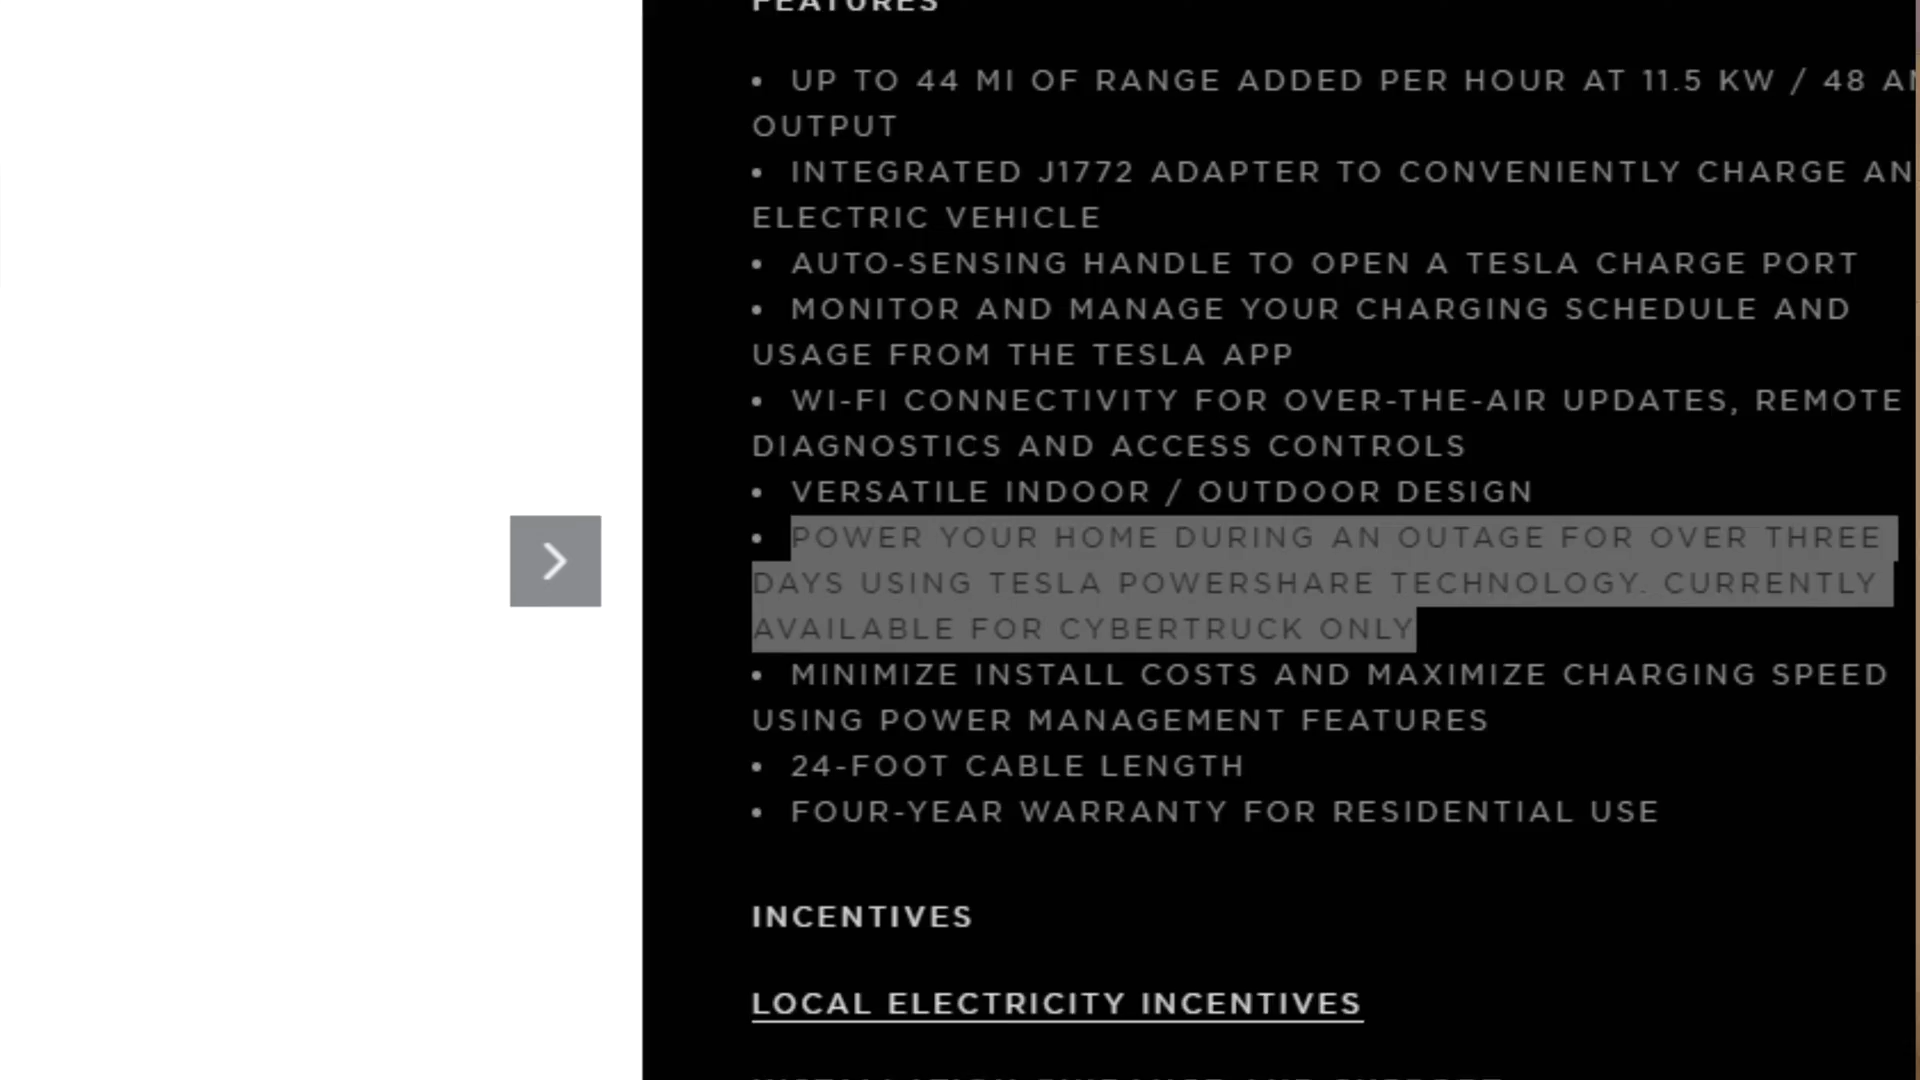 FEATURES
• UP TO 44 MI OF RANGE ADDED PER HOUR AT 11.5 KW / 48
OUTPUT
• INTEGRATED J1772 ADAPTER TO CONVENIENTLY CHARGE
ELECTRIC VEHICLE
• AUTO-SENSING HANDLE TO OPEN A TESLA CHARGE PORT
• MONITOR AND MANAGE YOUR CHARGING SCHEDULE AND
USAGE FROM THE TESLA APP
• WI-FI CONNECTIVITY FOR OVER-THE-AIR UPDATES, REMOTE
DIAGNOSTICS AND ACCESS CONTROLS
• VERSATILE INDOOR / OUTDOOR DESIGN
• POWER YOUR HOME DURING AN OUTAGE FOR OVER THREE
DAYS USING TESLA POWERSHARE TECHNOLOGY. CURRENTLY
AVAILABLE FOR CYBERTRUCK ONLY
• MINIMIZE INSTALL COSTS AND MAXIMIZE CHARGING SPEED
USING POWER MANAGEMENT FEATURES
• 24-FOOT CABLE LENGTH
• FOUR-YEAR WARRANTY FOR RESIDENTIAL USE
INCENTIVES
LOCAL ELECTRICITY INCENTIVES